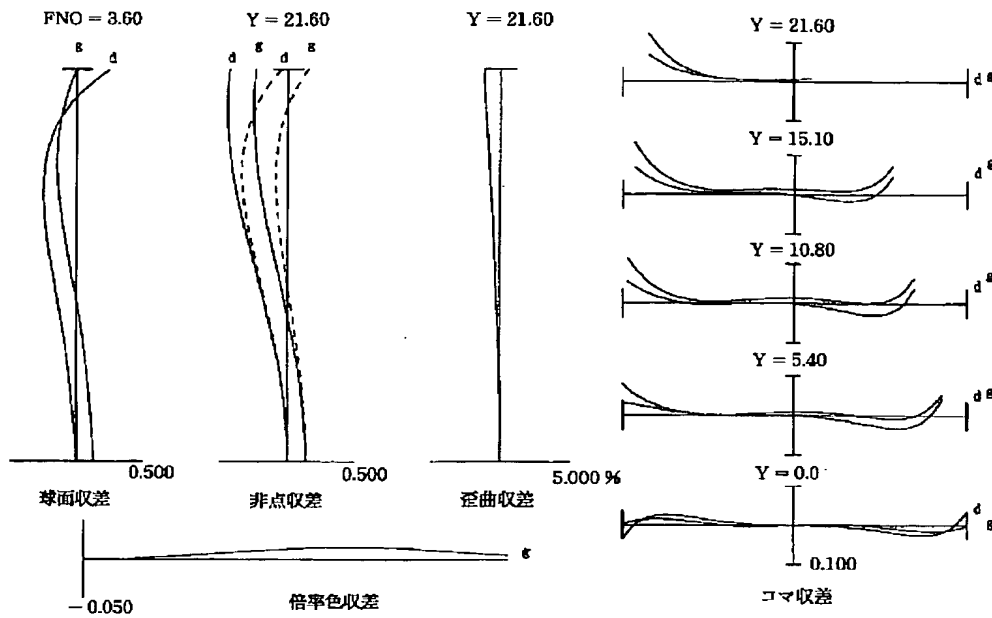 FNO = 3.60
g
d
0.500
球面収差
Y = 21.60
d g d g
0.500
非点収差
Y = 21.60
5.000 %
歪曲収差
g
-0.050
倍率色収差
Y = 21.60
d g
Y = 15.10
d g
Y = 10.80
d g
Y = 5.40
d g
Y = 0.0
d
g
0.100
コマ収差